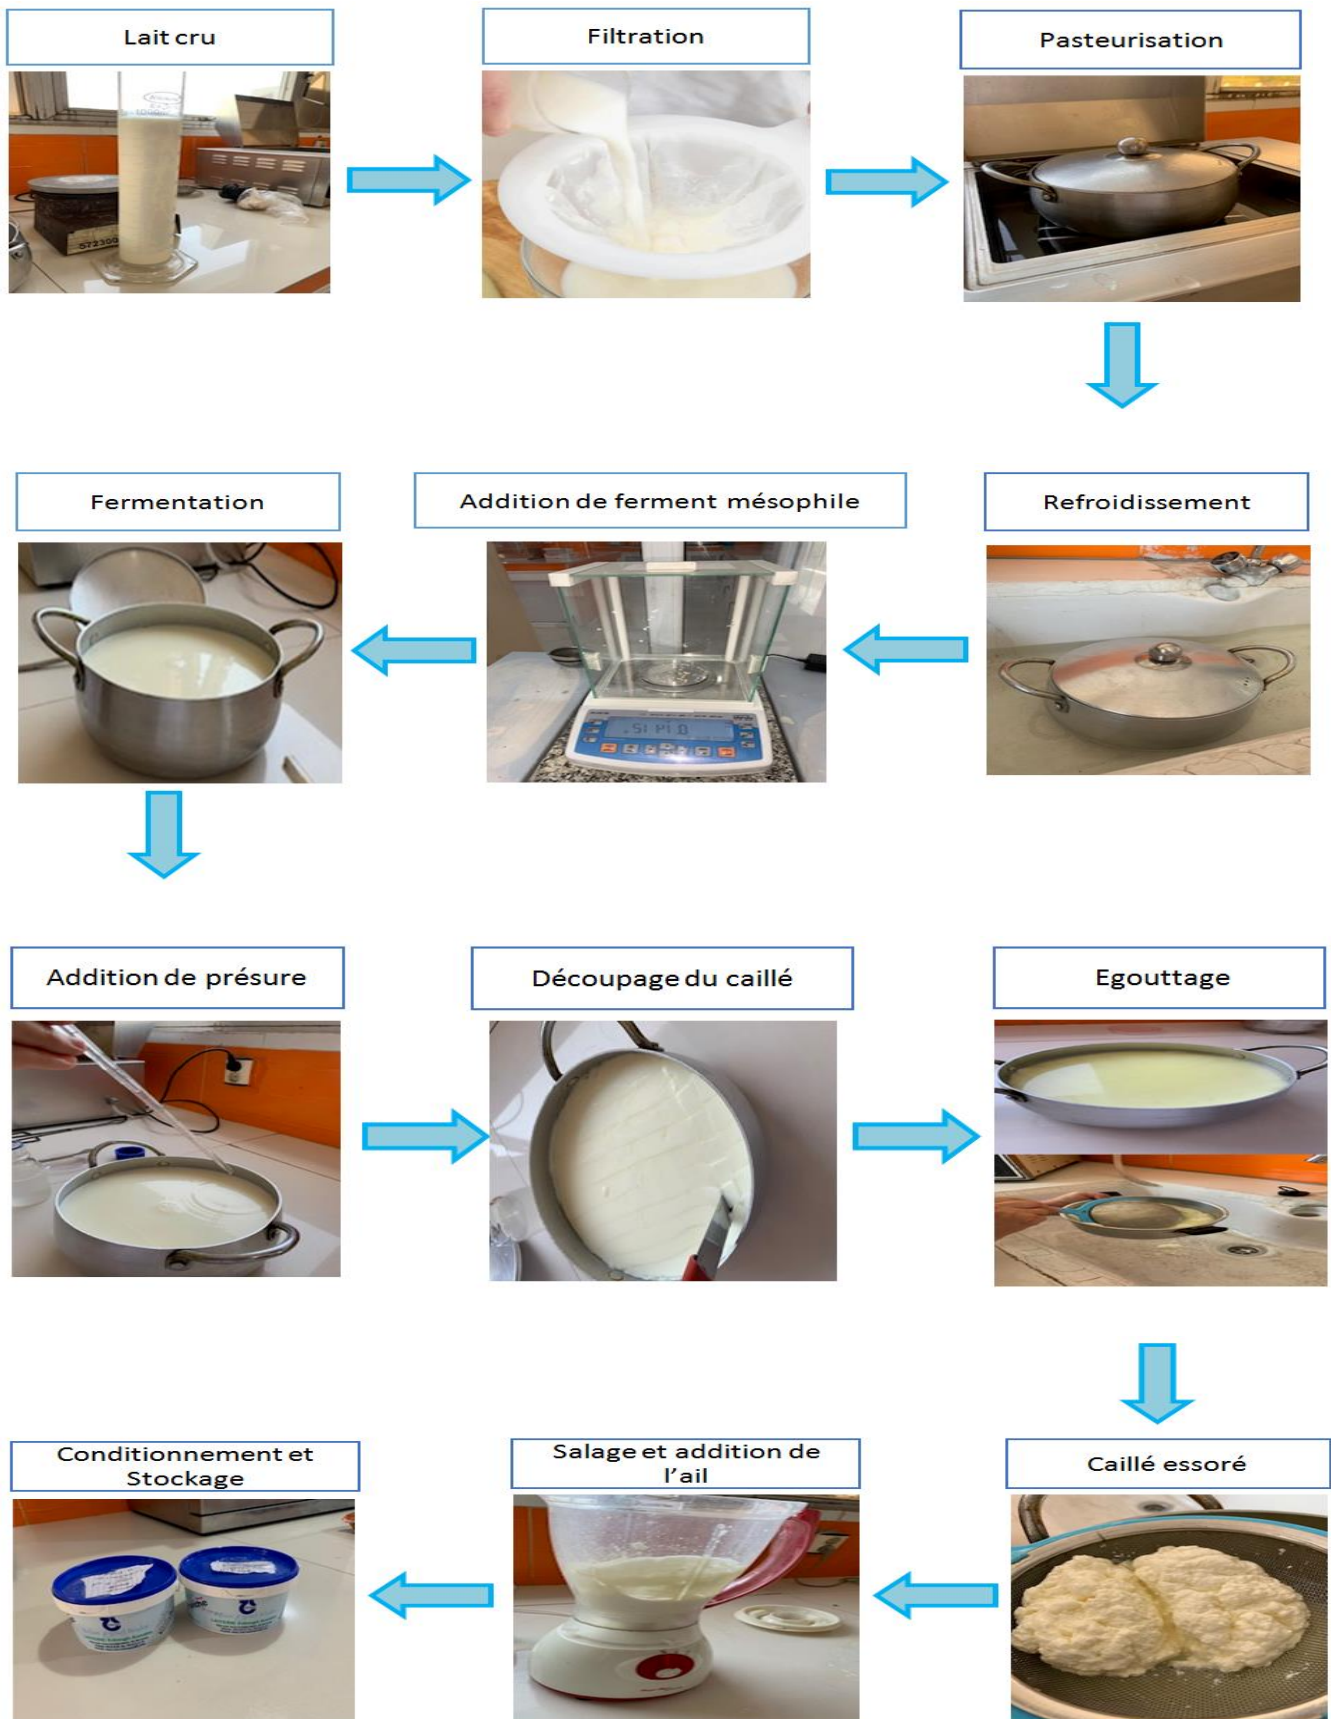 Lait cru
Filtration
Pasteurisation
Refroidissement
Addition de ferment mésophile
Fermentation
Addition de présure
Découpage du caillé
Egouttage
Caillé essoré
Salage et addition de
l'ail
Conditionnement et
Stockage